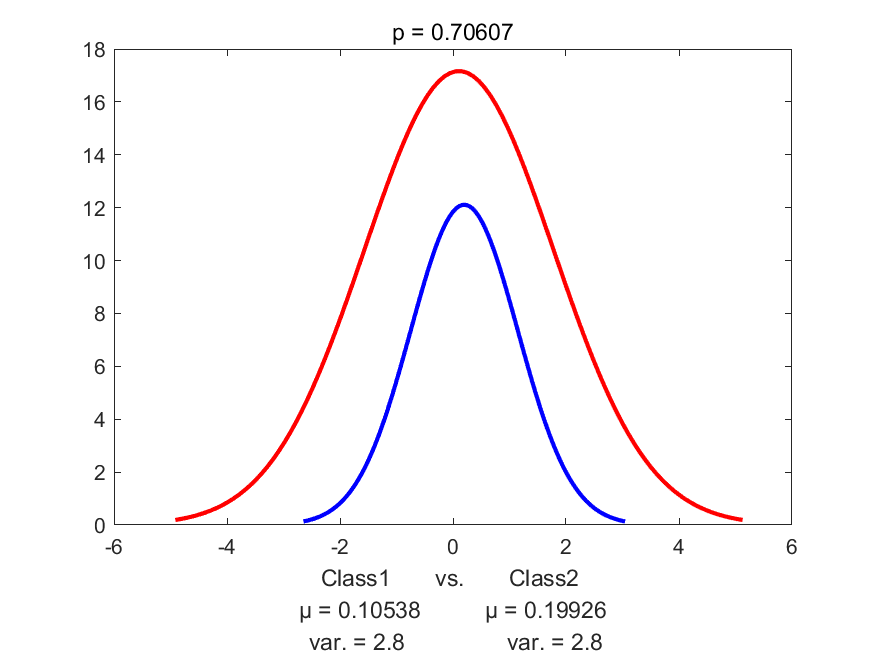 p = 0.70607
18
16
14
12
10
8
6
4
2
0
-6 -4 -2 0 2 4 6
Class1 vs. Class2
μ = 0.10538 μ = 0.19926
var. = 2.8 var. = 2.8